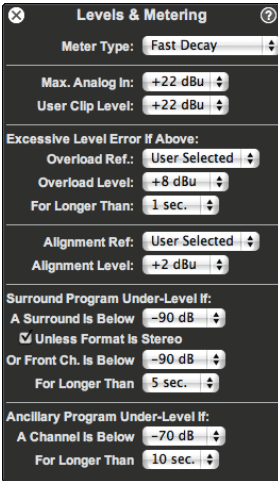 Levels & Metering
Meter Type: Fast Decay
Max. Analog In: +22 dBu
User Clip Level: +22 dBu
Excessive Level Error If Above:
Overload Ref.: User Selected
Overload Level: +8 dBu
For Longer Than: 1 sec.
Alignment Ref: User Selected
Alignment Level: +2 dBu
Surround Program Under-Level If:
A Surround Is Below -90 dB
Unless Format Is Stereo
Or Front Ch. Is Below -90 dB
For Longer Than 5 sec.
Ancillary Program Under-Level If:
A Channel Is Below -70 dB
For Longer Than 10 sec.